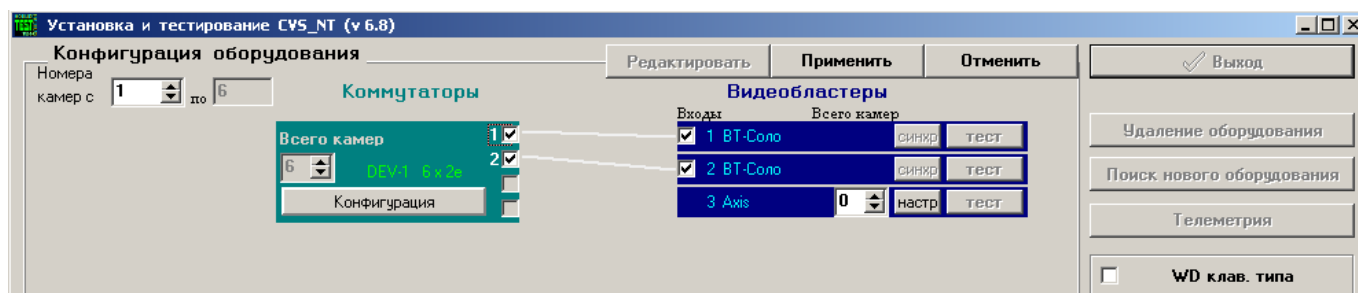 Установка и тестирование CVS_NT (v 6.8)
Конфигурация оборудования
Редактировать
Применить
Отменить
Выход
Номера
камер с 1 по 6
Коммутаторы
Видеобластеры
Входы
Всего камер
Всего камер
1
6
DEV-1 6 x 2е
2
Конфигурация
1 BT-Соло
синхр
тест
2 BT-Соло
синхр
тест
3 Axis
0
настр
тест
Удаление оборудования
Поиск нового оборудования
Телеметрия
WD клав. типа